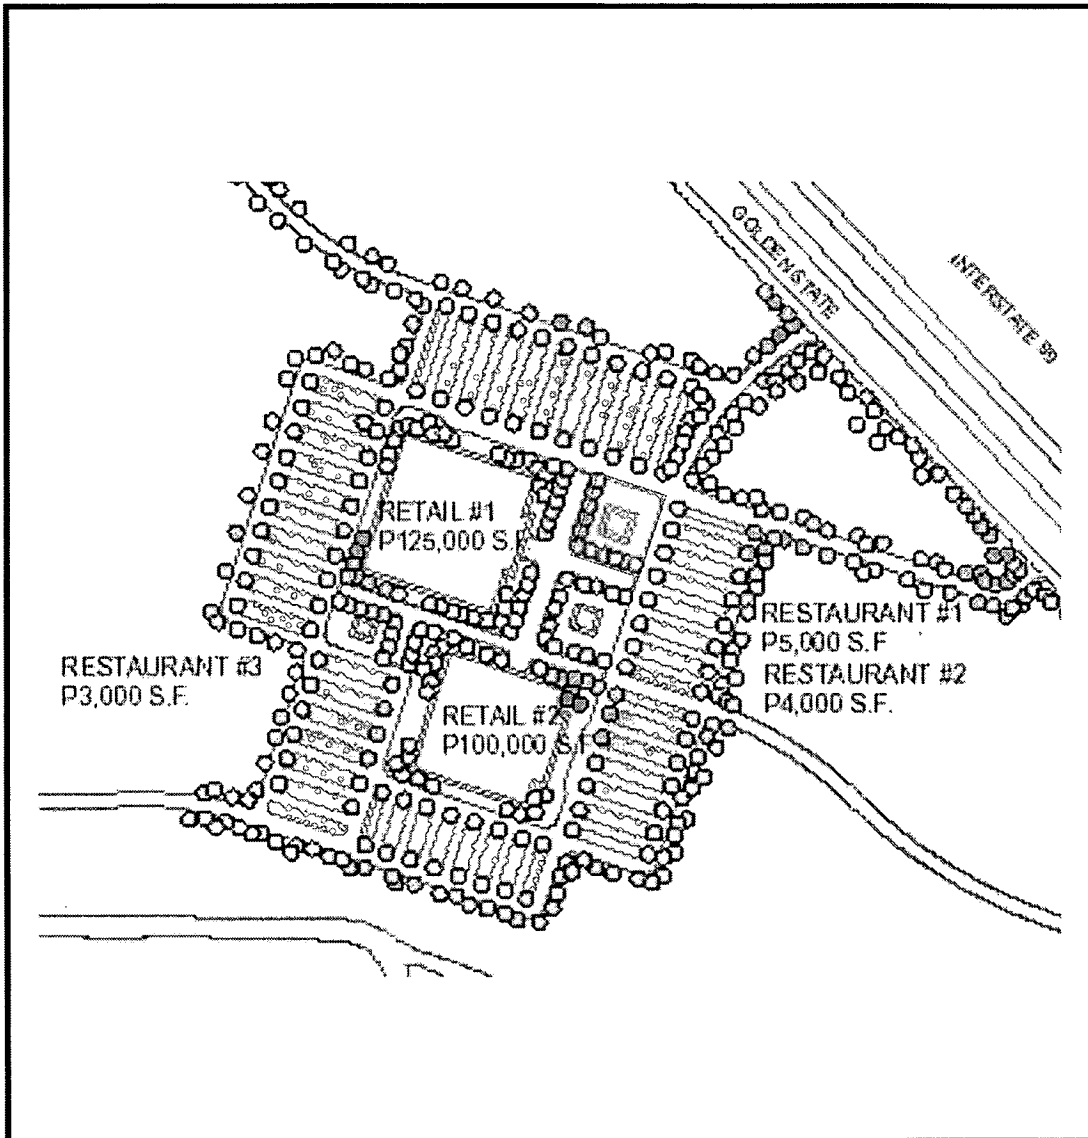 GOLDEN STATE
INTERSTATE 99
RETAIL #1
P125,000 S.F
RESTAURANT #1
P5,000 S.F
RESTAURANT #2
P4,000 S.F.
RESTAURANT #3
P3,000 S.F.
RETAIL #2
P100,000 S.F